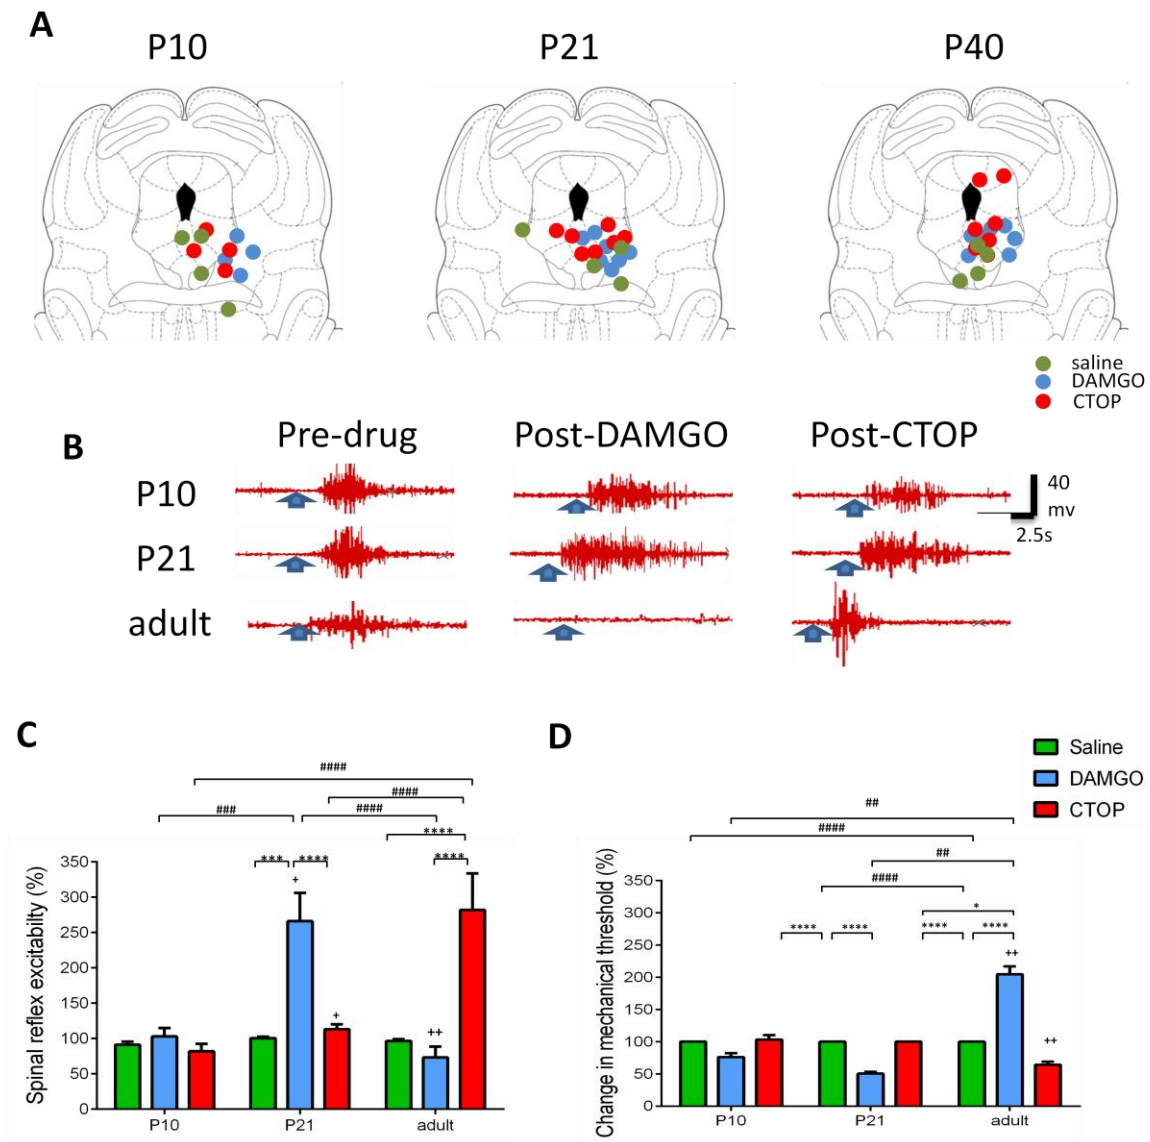 A
P10 P21 P40
saline
DAMGO
CTOP
B
Pre-drug Post-DAMGO Post-CTOP
P10
40
mv
2.5s
P21
adult
C
####
####
### ####
****
*** **** ****
+
+
++
Spinal reflex excitabilty (%)
350
300
250
200
150
100
50
0
P10 P21 adult
D
Saline
DAMGO
CTOP
##
####
##
####
*
**** **** **** ****
++
++
Change in mechanical threshold (%)
350
300
250
200
150
100
50
0
P10 P21 adult